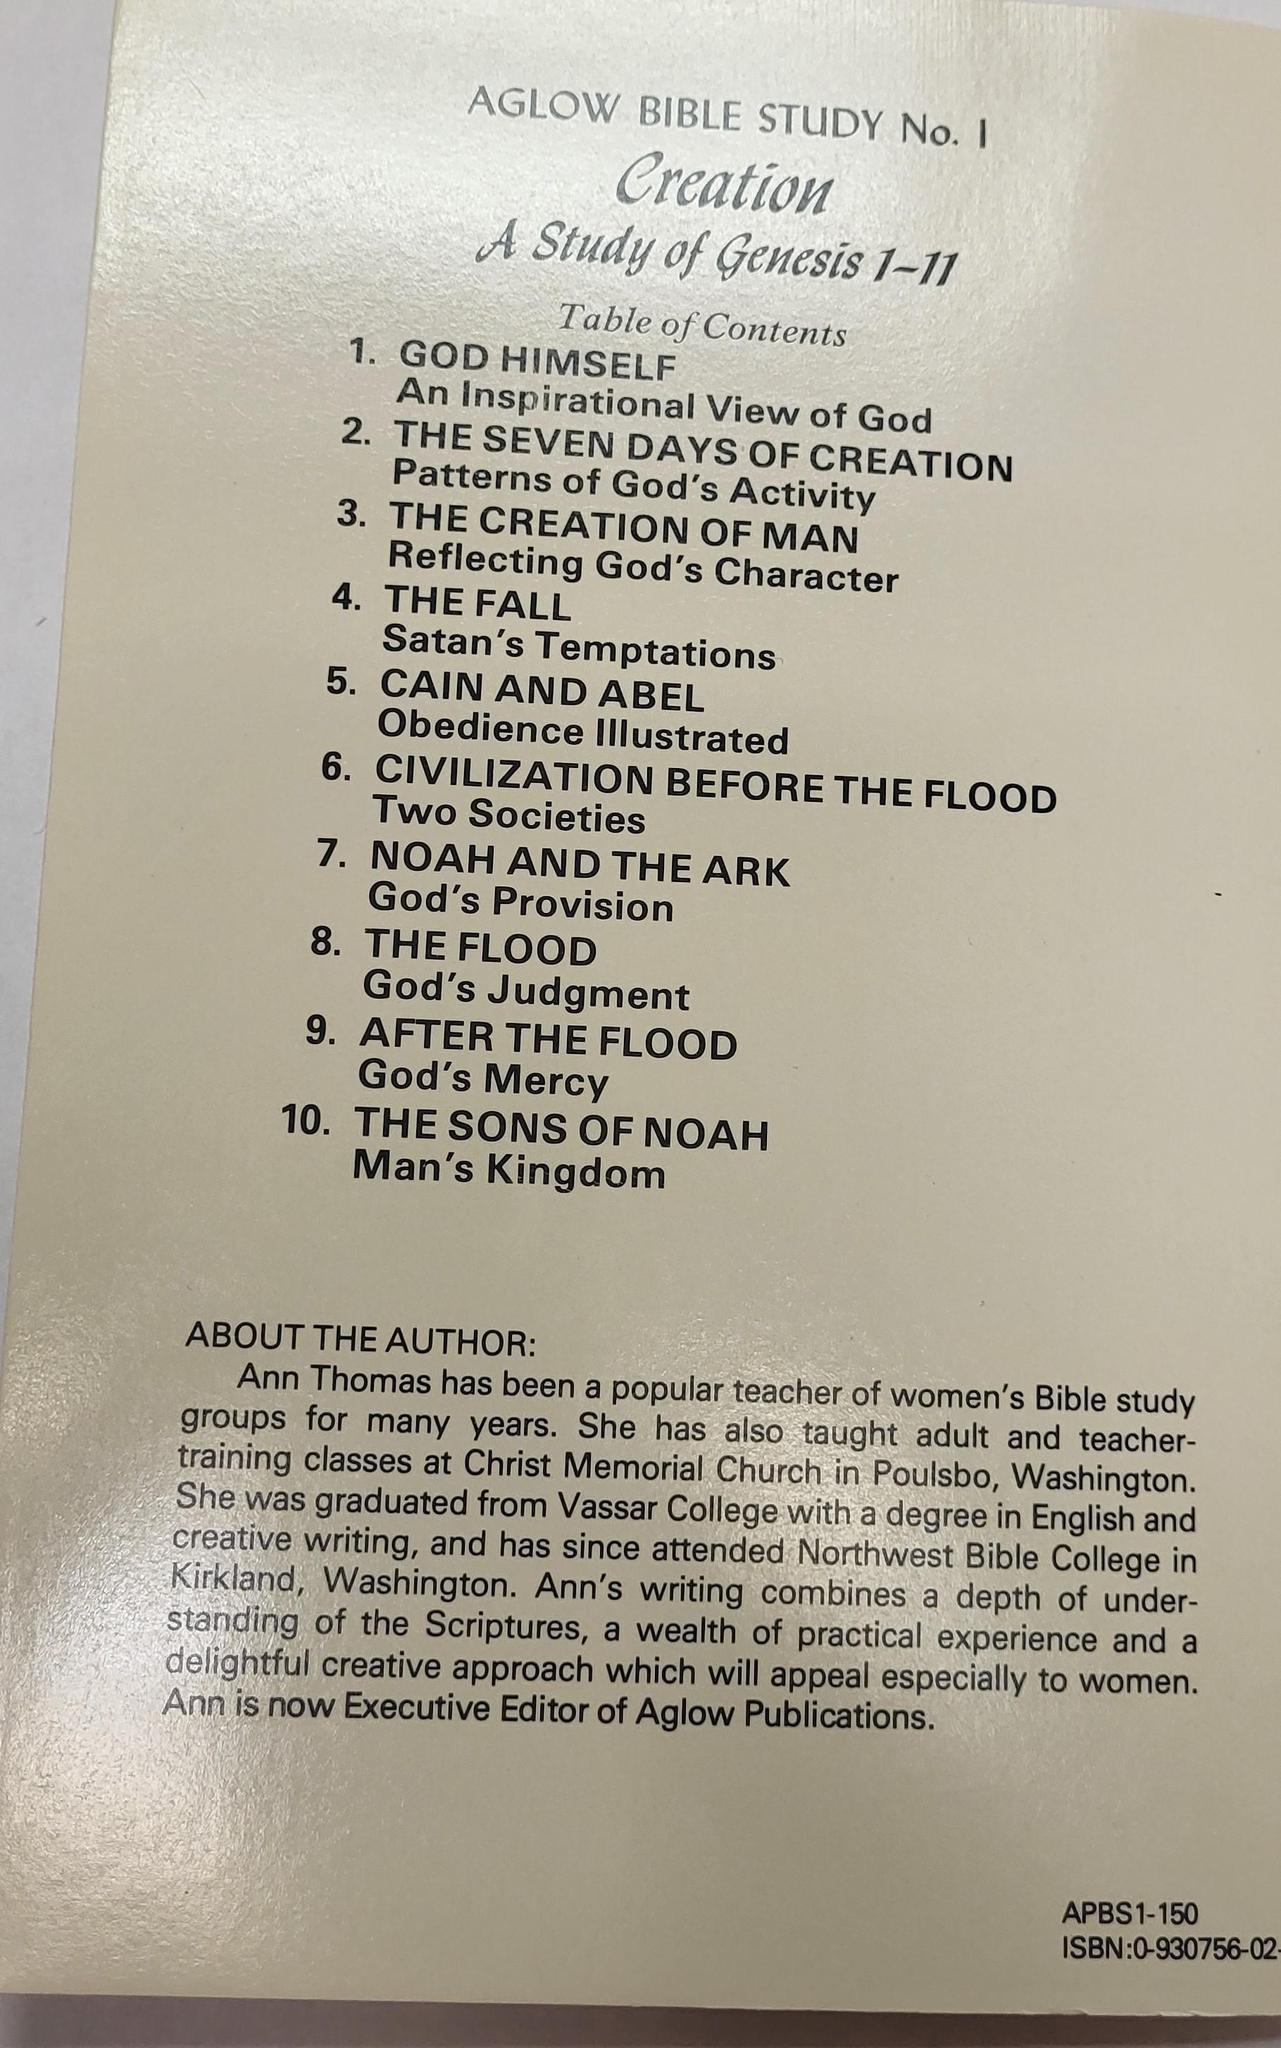 AGLOW BIBLE STUDY No. 1
Creation
A Study of Genesis 1–11
Table of Contents
1. GOD HIMSELF
An Inspirational View of God
2. THE SEVEN DAYS OF CREATION
Patterns of God's Activity
3. THE CREATION OF MAN
Reflecting God's Character
4. THE FALL
Satan's Temptations
5. CAIN AND ABEL
Obedience Illustrated
6. CIVILIZATION BEFORE THE FLOOD
Two Societies
7. NOAH AND THE ARK
God's Provision
8. THE FLOOD
God's Judgment
9. AFTER THE FLOOD
God's Mercy
10. THE SONS OF NOAH
Man's Kingdom
ABOUT THE AUTHOR:
Ann Thomas has been a popular teacher of women's Bible study
groups for many years. She has also taught adult and teacher-
training classes at Christ Memorial Church in Poulsbo, Washington.
She was graduated from Vassar College with a degree in English and
creative writing, and has since attended Northwest Bible College in
Kirkland, Washington. Ann's writing combines a depth of under-
standing of the Scriptures, a wealth of practical experience and a
delightful creative approach which will appeal especially to women.
Ann is now Executive Editor of Aglow Publications.
APBS1-150
ISBN:0-930756-02-